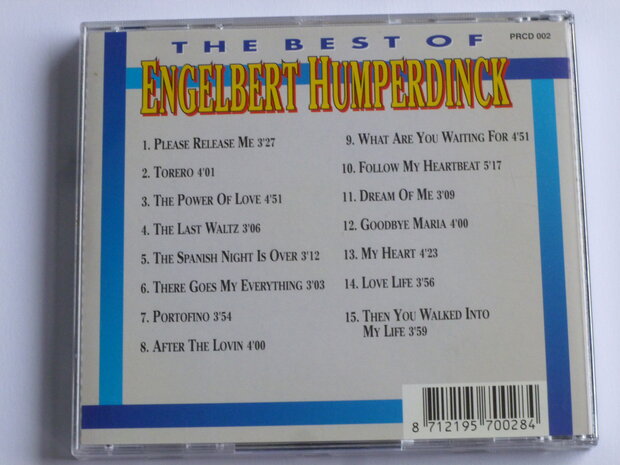 THE BEST OF
PRCD 002
ENGELBERT HUMPERDINCK
1. PLEASE RELEASE ME 3'27
2. TORERO 4'01
3. THE POWER OF LOVE 4'51
4. THE LAST WALTZ 3'06
5. THE SPANISH NIGHT IS OVER 3'12
6. THERE GOES MY EVERYTHING 3'03
7. PORTOFINO 3'54
8. AFTER THE LOVIN 4'00
9. WHAT ARE YOU WAITING FOR 4'51
10. FOLLOW MY HEARTBEAT 5'17
11. DREAM OF ME 3'09
12. GOODBYE MARIA 4'00
13. MY HEART 4'23
14. LOVE LIFE 3'56
15. THEN YOU WALKED INTO
MY LIFE 3'59
8 712195 700284